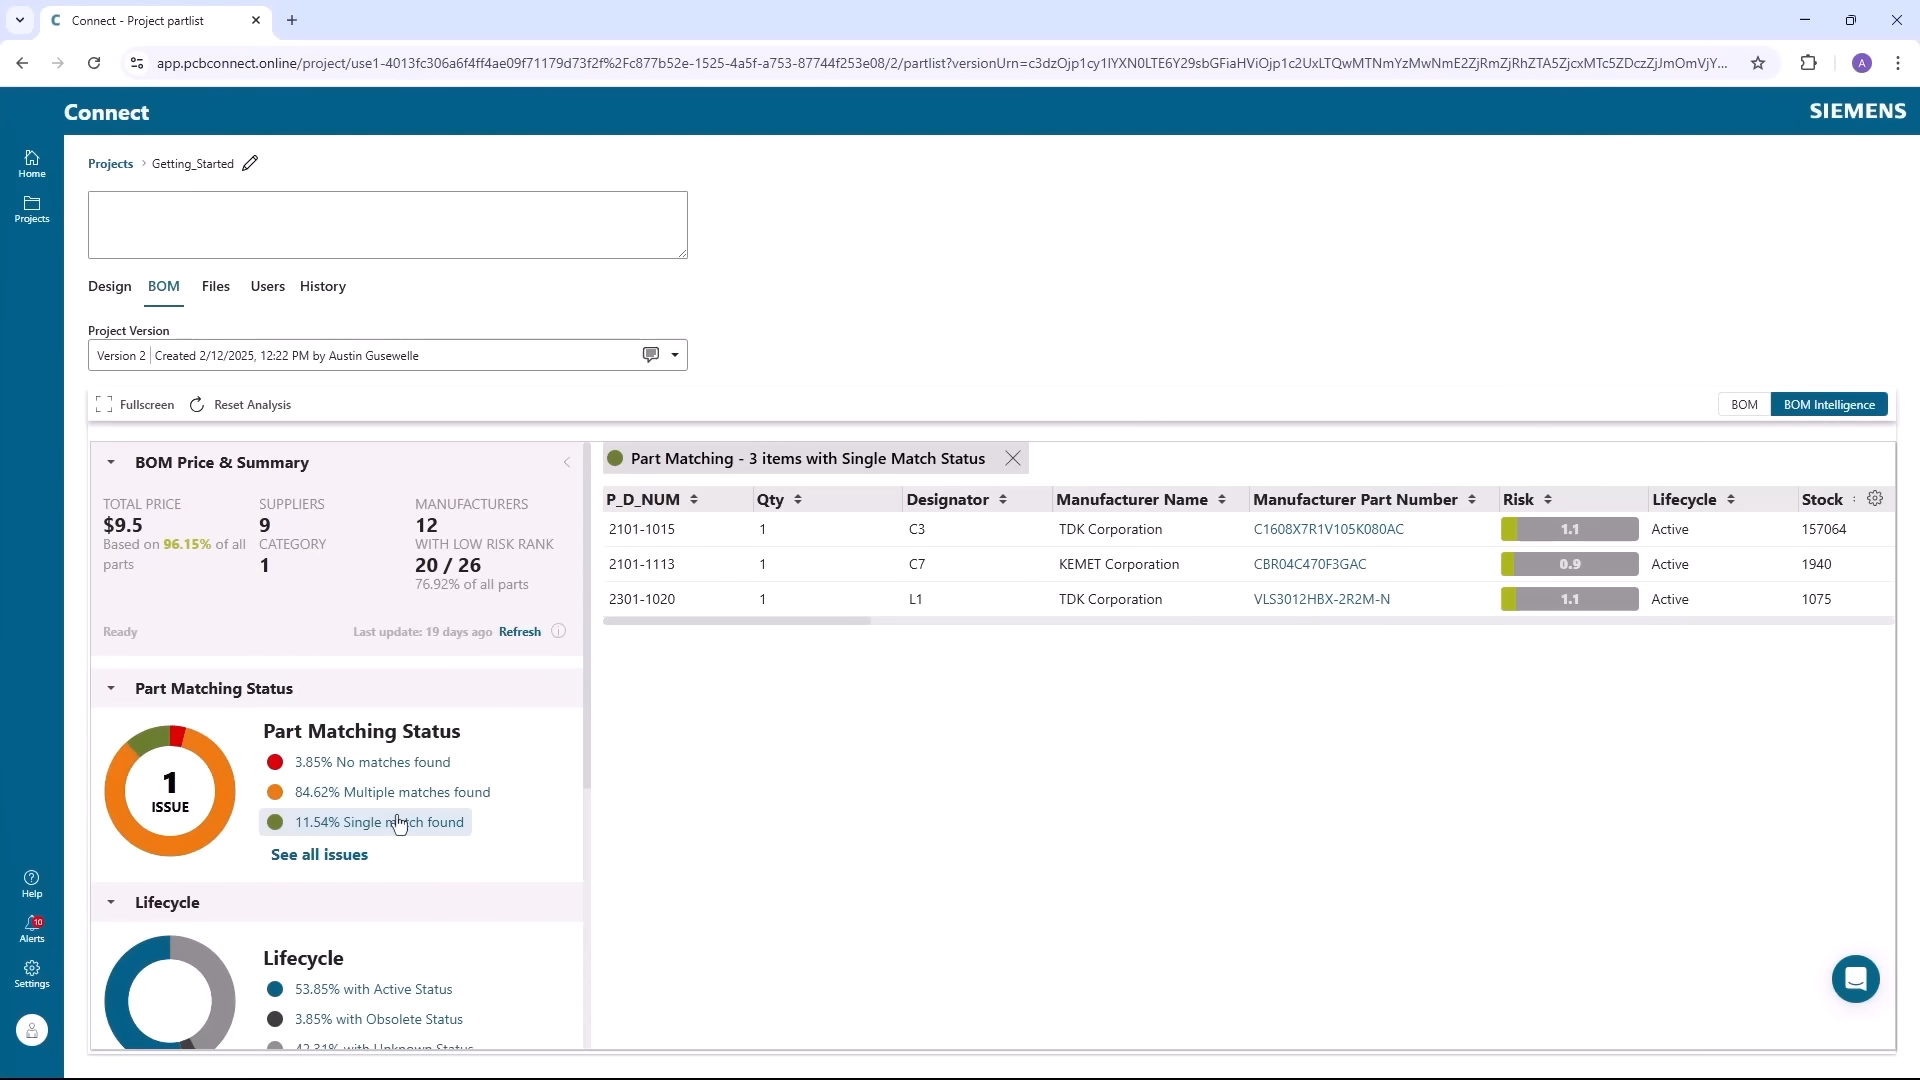 Connect - Project partlist
app.pcbconnect.online/project/use1-4013fc306a6f4ff4ae09f71179d73f2f%2Fc877b52e-1525-4a5f-a753-87744f253e08/2/partlist?versionUrn=c3dzOjp1cy1lYXN0LTE6Y29sbGFiaHViOjp1c2UxLTQwMTNmYzMwNmE2ZjRmZjRhZTA5ZjcxMTc5ZDczZjJmOmVjY...
A
Connect
SIEMENS
Home
Projects
Projects > Getting_Started
Design BOM Files Users History
Project Version
Version 2 | Created 2/12/2025, 12:22 PM by Austin Gusewelle
Fullscreen Reset Analysis
BOM BOM Intelligence
BOM Price & Summary
TOTAL PRICE SUPPLIERS MANUFACTURERS
$9.5 9 12
Based on 96.15% of all parts CATEGORY WITH LOW RISK RANK
1 20 / 26
76.92% of all parts
Ready Last update: 19 days ago Refresh
Part Matching Status
Part Matching Status
1
ISSUE
3.85% No matches found
84.62% Multiple matches found
11.54% Single match found
See all issues
Lifecycle
Lifecycle
53.85% with Active Status
3.85% with Obsolete Status
42.31% with Unknown Status
Part Matching - 3 items with Single Match Status
P_D_NUM Qty Designator Manufacturer Name Manufacturer Part Number Risk Lifecycle Stock
2101-1015 1 C3 TDK Corporation C1608X7R1V105K080AC 1.1 Active 157064
2101-1113 1 C7 KEMET Corporation CBR04C470F3GAC 0.9 Active 1940
2301-1020 1 L1 TDK Corporation VLS3012HBX-2R2M-N 1.1 Active 1075
Help
10
Alerts
Settings